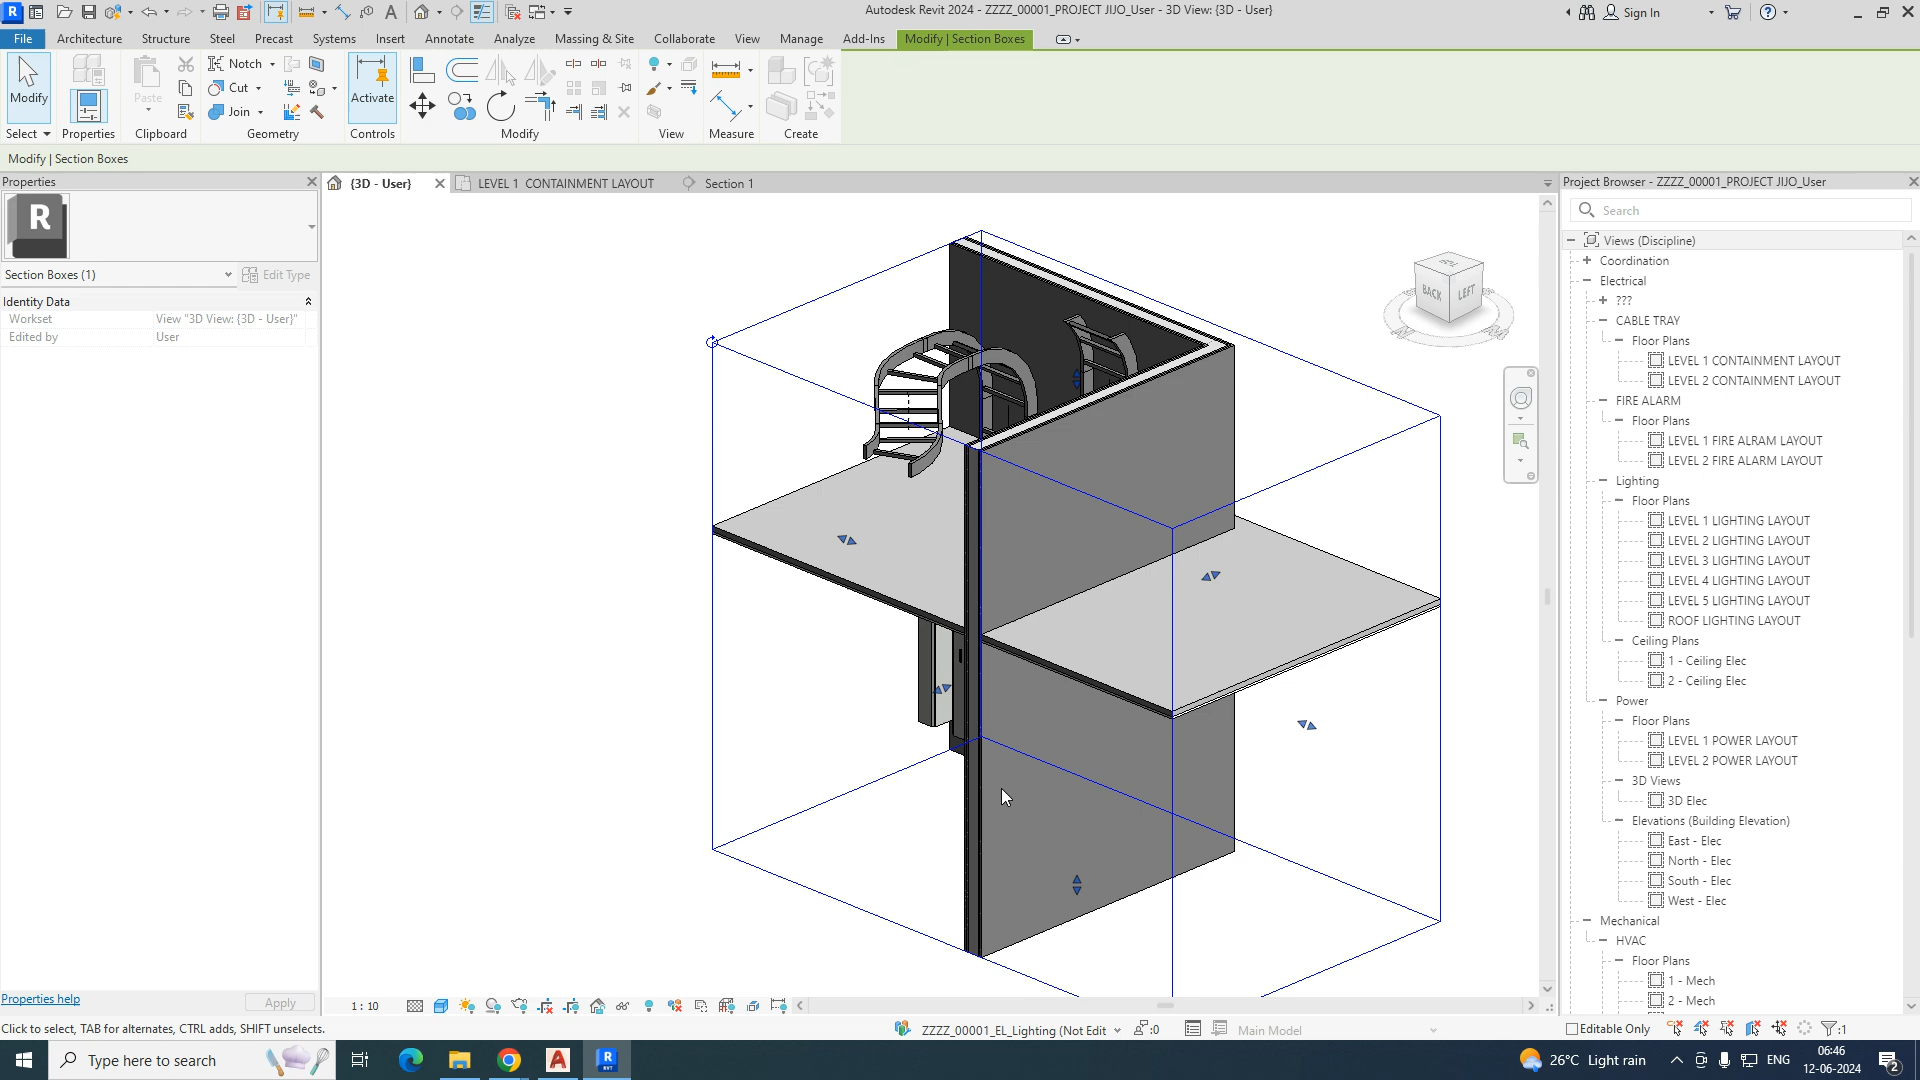 Autodesk Revit 2024 - ZZZZ_00001_PROJECT JIJO_User - 3D View: {3D - User}
Sign In
File Architecture Structure Steel Precast Systems Insert Annotate Analyze Massing & Site Collaborate View Manage Add-Ins Modify | Section Boxes
Modify Paste Notch Cut Join Activate
Select Properties Clipboard Geometry Controls Modify View Measure Create
Modify | Section Boxes
Properties
{3D - User}
LEVEL 1 CONTAINMENT LAYOUT
Section 1
Project Browser - ZZZZ_00001_PROJECT JIJO_User
R
Search
Section Boxes (1)
Edit Type
Identity Data
Workset View "3D View: {3D - User}"
Edited by User
BACK LEFT
Views (Discipline)
Coordination
Electrical
???
CABLE TRAY
Floor Plans
LEVEL 1 CONTAINMENT LAYOUT
LEVEL 2 CONTAINMENT LAYOUT
FIRE ALARM
Floor Plans
LEVEL 1 FIRE ALRAM LAYOUT
LEVEL 2 FIRE ALARM LAYOUT
Lighting
Floor Plans
LEVEL 1 LIGHTING LAYOUT
LEVEL 2 LIGHTING LAYOUT
LEVEL 3 LIGHTING LAYOUT
LEVEL 4 LIGHTING LAYOUT
LEVEL 5 LIGHTING LAYOUT
ROOF LIGHTING LAYOUT
Ceiling Plans
1 - Ceiling Elec
2 - Ceiling Elec
Power
Floor Plans
LEVEL 1 POWER LAYOUT
LEVEL 2 POWER LAYOUT
3D Views
3D Elec
Elevations (Building Elevation)
East - Elec
North - Elec
South - Elec
West - Elec
Mechanical
HVAC
Floor Plans
1 - Mech
2 - Mech
Properties help
Apply
1 : 10
Click to select, TAB for alternates, CTRL adds, SHIFT unselects.
ZZZZ_00001_EL_Lighting (Not Edit
:0
Main Model
Editable Only
:1
Type here to search
26°C Light rain
ENG
06:46
12-06-2024
2